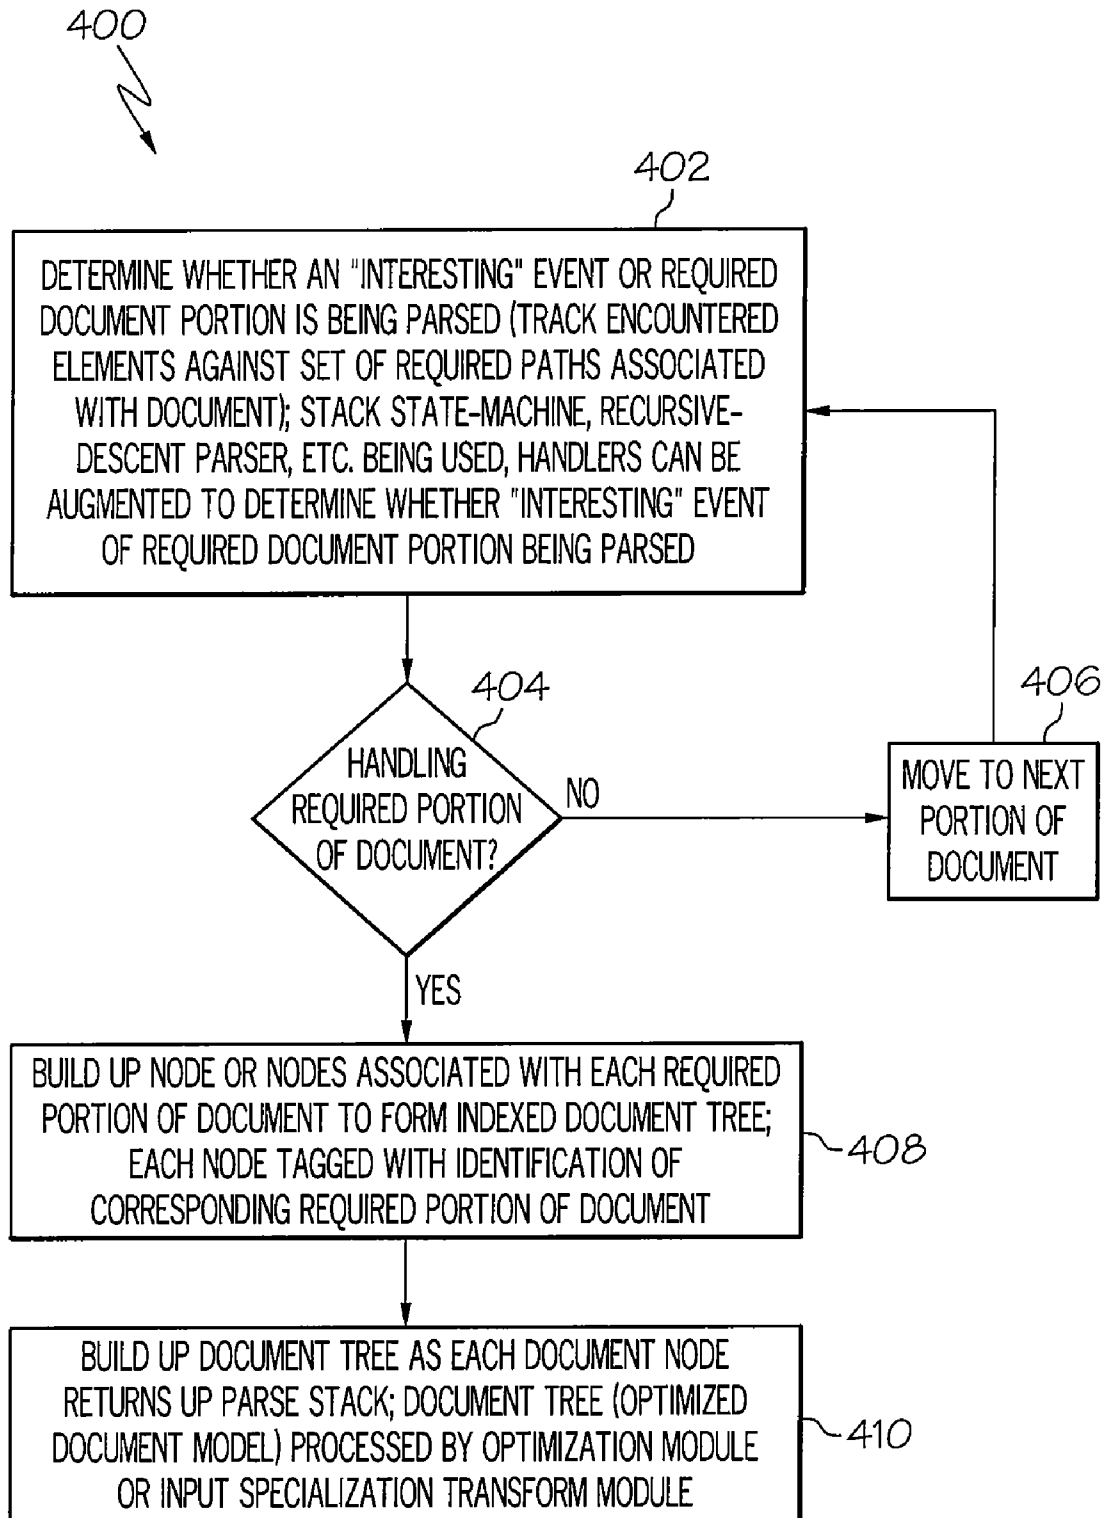 400
402
DETERMINE WHETHER AN "INTERESTING" EVENT OR REQUIRED
DOCUMENT PORTION IS BEING PARSED (TRACK ENCOUNTERED
ELEMENTS AGAINST SET OF REQUIRED PATHS ASSOCIATED
WITH DOCUMENT); STACK STATE-MACHINE, RECURSIVE-
DESCENT PARSER, ETC. BEING USED, HANDLERS CAN BE
AUGMENTED TO DETERMINE WHETHER "INTERESTING" EVENT
OF REQUIRED DOCUMENT PORTION BEING PARSED
404
HANDLING
REQUIRED PORTION
OF DOCUMENT?
NO
406
MOVE TO NEXT
PORTION OF
DOCUMENT
YES
BUILD UP NODE OR NODES ASSOCIATED WITH EACH REQUIRED
PORTION OF DOCUMENT TO FORM INDEXED DOCUMENT TREE;
EACH NODE TAGGED WITH IDENTIFICATION OF
CORRESPONDING REQUIRED PORTION OF DOCUMENT
408
BUILD UP DOCUMENT TREE AS EACH DOCUMENT NODE
RETURNS UP PARSE STACK; DOCUMENT TREE (OPTIMIZED
DOCUMENT MODEL) PROCESSED BY OPTIMIZATION MODULE
OR INPUT SPECIALIZATION TRANSFORM MODULE
410